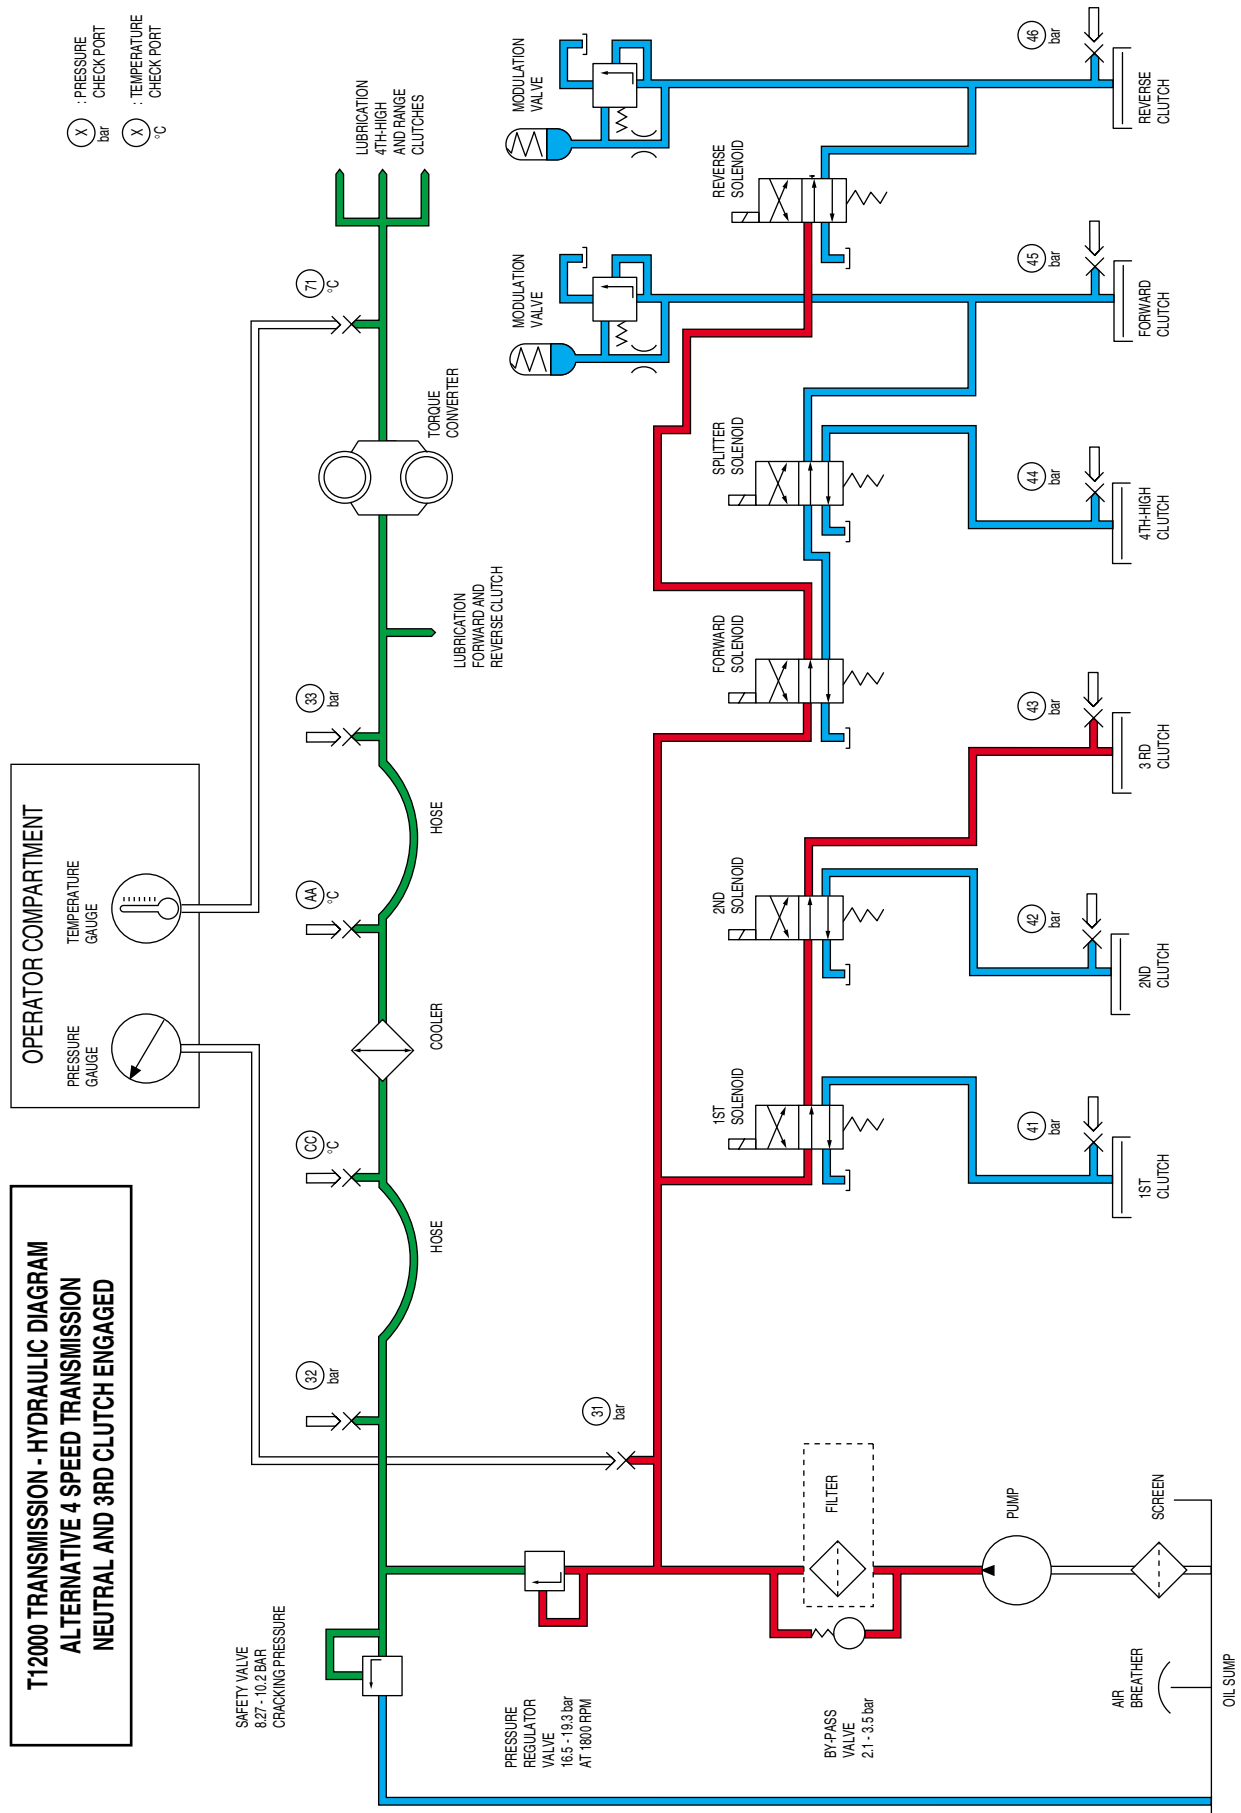 T12000 TRANSMISSION - HYDRAULIC DIAGRAM
ALTERNATIVE 4 SPEED TRANSMISSION
NEUTRAL AND 3RD CLUTCH ENGAGED
OPERATOR COMPARTMENT
PRESSURE
GAUGE
TEMPERATURE
GAUGE
X
bar
: PRESSURE
CHECK PORT
X
°C
: TEMPERATURE
CHECK PORT
SAFETY VALVE
8.27 - 10.2 BAR
CRACKING PRESSURE
32
bar
HOSE
CC
°C
COOLER
AA
°C
HOSE
33
bar
LUBRICATION
FORWARD AND
REVERSE CLUTCH
TORQUE
CONVERTER
71
°C
LUBRICATION
4TH-HIGH
AND RANGE
CLUTCHES
PRESSURE
REGULATOR
VALVE
16.5 - 19.3 bar
AT 1800 RPM
31
bar
MODULATION
VALVE
MODULATION
VALVE
1ST
SOLENOID
2ND
SOLENOID
FORWARD
SOLENOID
SPLITTER
SOLENOID
REVERSE
SOLENOID
BY-PASS
VALVE
2.1 - 3.5 bar
FILTER
PUMP
SCREEN
AIR
BREATHER
OIL SUMP
41
bar
42
bar
43
bar
44
bar
45
bar
46
bar
1ST
CLUTCH
2ND
CLUTCH
3 RD
CLUTCH
4TH-HIGH
CLUTCH
FORWARD
CLUTCH
REVERSE
CLUTCH